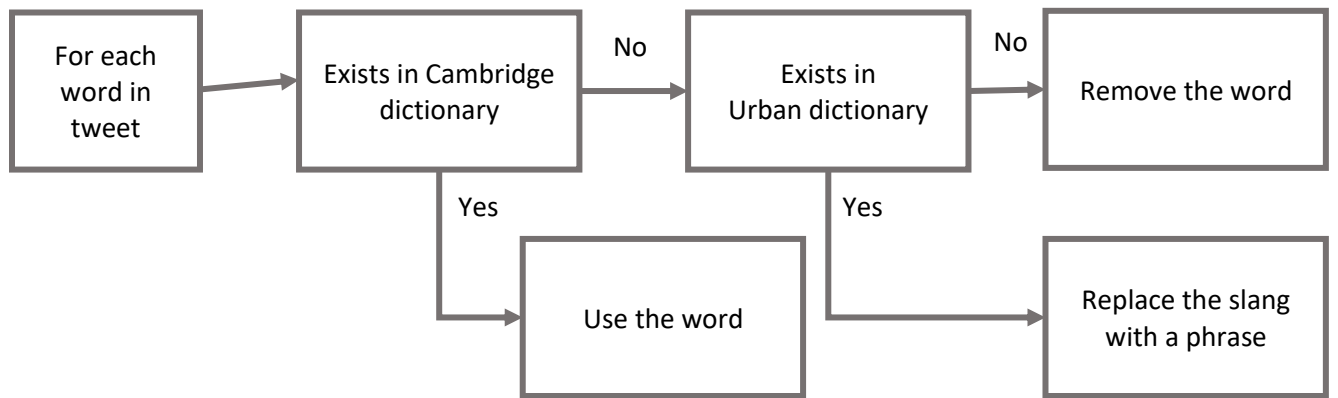 For each
word in
tweet
Exists in Cambridge
dictionary
No
Exists in
Urban dictionary
No
Remove the word
Yes
Use the word
Yes
Replace the slang
with a phrase